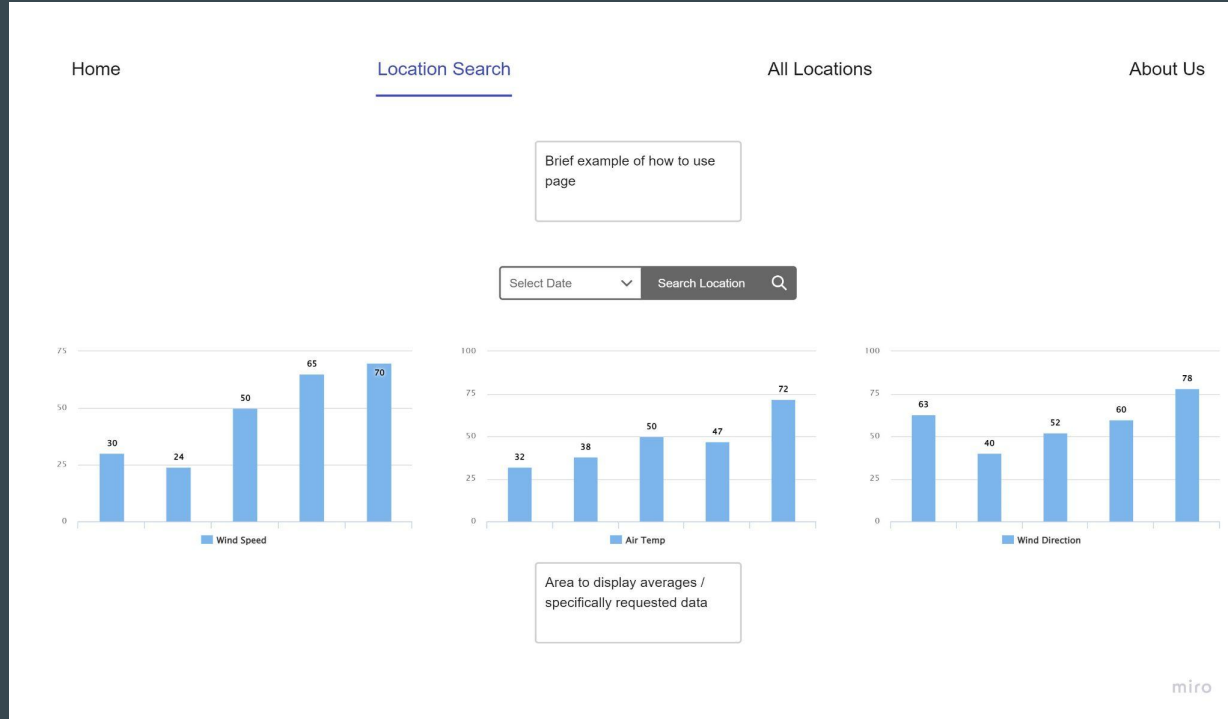 Home
Location Search
All Locations
About Us
Brief example of how to use
page
Select Date
Search Location
75
50
25
0
30
24
50
65
70
Wind Speed
100
75
50
25
0
32
38
50
47
72
Air Temp
100
75
50
25
0
63
40
52
60
78
Wind Direction
Area to display averages /
specifically requested data
miro